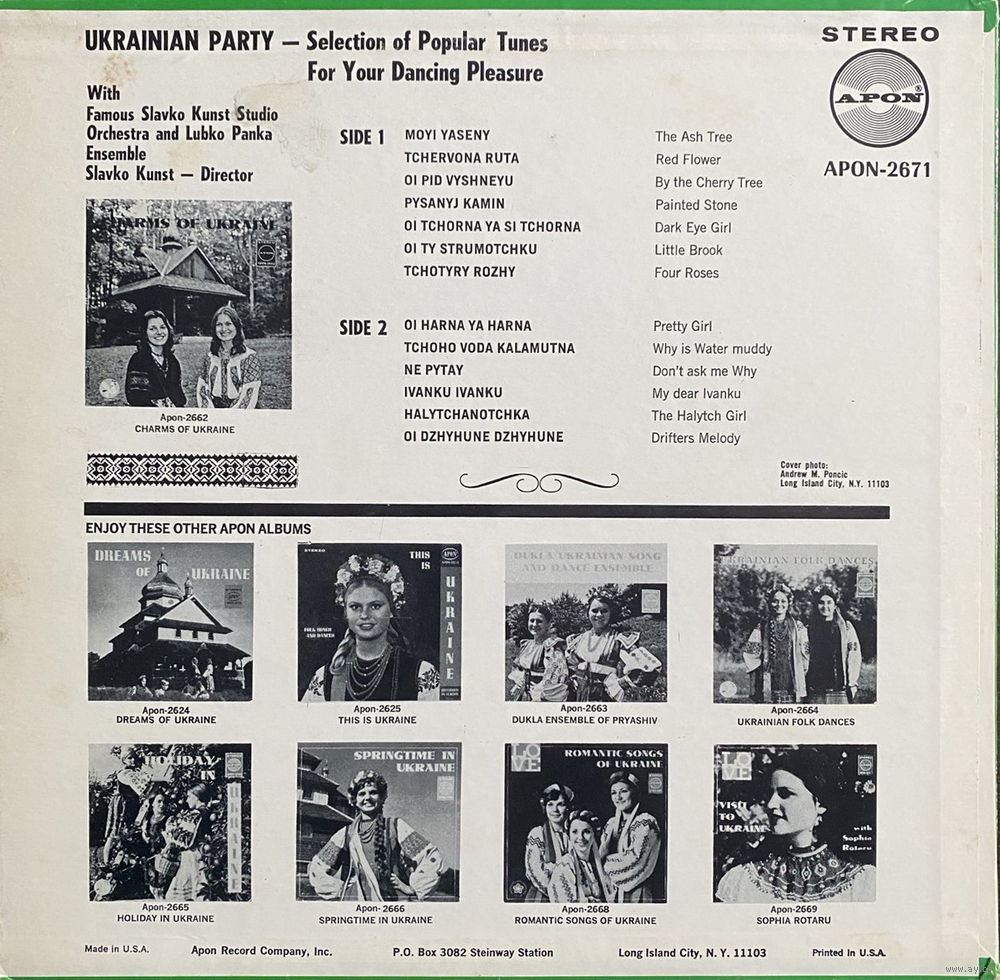 UKRAINIAN PARTY — Selection of Popular Tunes
For Your Dancing Pleasure
With
Famous Slavko Kunst Studio
Orchestra and Lubko Panka
Ensemble
Slavko Kunst — Director
STEREO
APON®
APON-2671
SIDE 1
MOYI YASENY The Ash Tree
TCHERVONA RUTA Red Flower
OI PID VYSHNEYU By the Cherry Tree
PYSANYJ KAMIN Painted Stone
OI TCHORNA YA SI TCHORNA Dark Eye Girl
OI TY STRUMOTCHKU Little Brook
TCHOTYRY ROZHY Four Roses
SIDE 2
OI HARNA YA HARNA Pretty Girl
TCHOHO VODA KALAMUTNA Why is Water muddy
NE PYTAY Don't ask me Why
IVANKU IVANKU My dear Ivanku
HALYTCHANOTCHKA The Halytch Girl
OI DZHYHUNE DZHYHUNE Drifters Melody
CHARMS OF UKRAINE
Apon-2662
CHARMS OF UKRAINE
Cover photo:
Andrew M. Poncic
Long Island City, N.Y. 11103
ENJOY THESE OTHER APON ALBUMS
DREAMS
OF UKRAINE
Apon-2624
DREAMS OF UKRAINE
STEREO
THIS
IS
UKRAINE
FOLK SONGS
AND DANCES
APON
Apon-2625
THIS IS UKRAINE
DUKLA UKRAINIAN SONG
AND DANCE ENSEMBLE
Apon-2663
DUKLA ENSEMBLE OF PRYASHIV
UKRAINIAN FOLK DANCES
Apon-2664
UKRAINIAN FOLK DANCES
HOLIDAY
IN
UKRAINE
Apon-2665
HOLIDAY IN UKRAINE
SPRINGTIME IN
UKRAINE
Apon-2666
SPRINGTIME IN UKRAINE
LOVE
ROMANTIC SONGS
OF UKRAINE
Apon-2668
ROMANTIC SONGS OF UKRAINE
LOVE
VISIT
TO
UKRAINE
with
Sophia
Rotaru
Apon-2669
SOPHIA ROTARU
Made in U.S.A. Apon Record Company, Inc. P.O. Box 3082 Steinway Station Long Island City, N. Y. 11103 Printed in U.S.A.